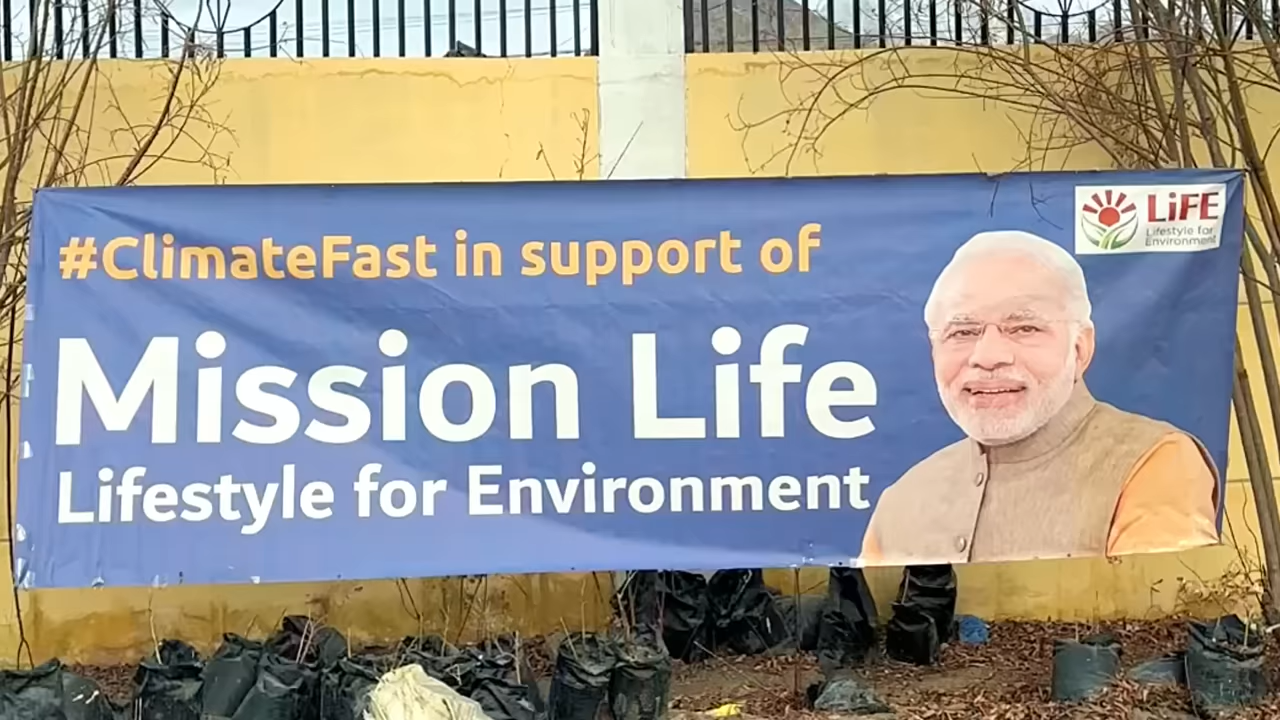 #ClimateFast in support of
Mission Life
Lifestyle for Environment
LiFE
Lifestyle for
Environment